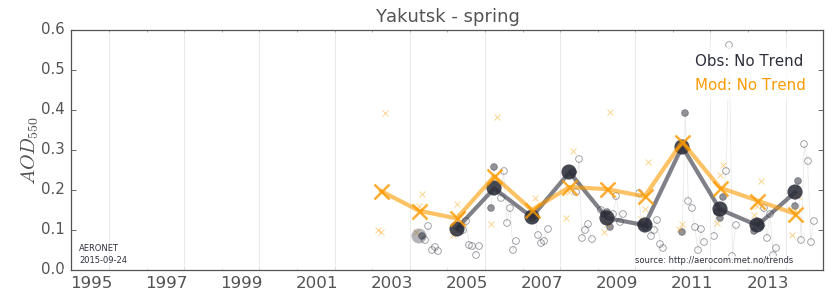 Yakutsk - spring
0.6
0.5
0.4
0.3
0.2
0.1
0.0
AOD550
Obs: No Trend
Mod: No Trend
AERONET
2015-09-24
source: http://aerocom.met.no/trends
1995 1997 1999 2001 2003 2005 2007 2009 2011 2013